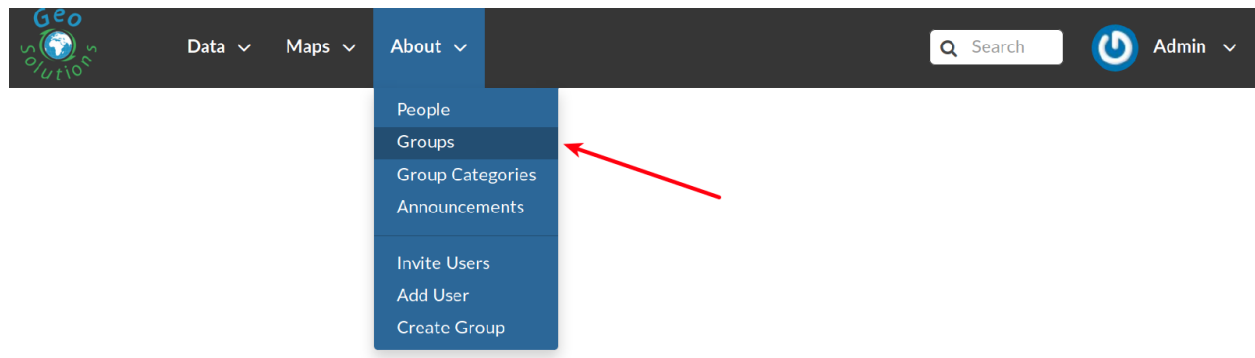 Geo
Solutions
Data
Maps
About
Search
Admin
People
Groups
Group Categories
Announcements
Invite Users
Add User
Create Group